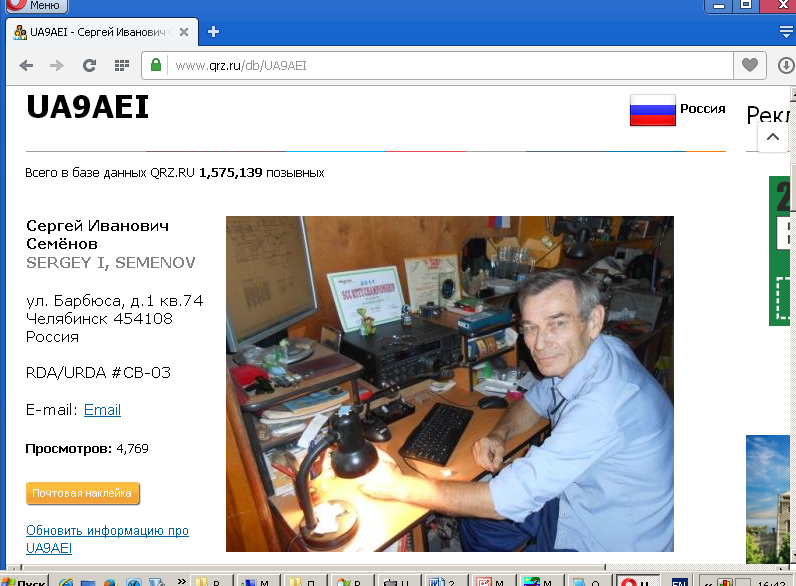 Меню
UA9AEI - Сергей Иванович
www.qrz.ru/db/UA9AEI
UA9AEI
Россия
Всего в базе данных QRZ.RU 1,575,139 позывных
Сергей Иванович
Семёнов
SERGEY I, SEMENOV
ул. Барбюса, д.1 кв.74
Челябинск 454108
Россия
RDA/URDA #CB-03
E-mail: Email
Просмотров: 4,769
Почтовая наклейка
Обновить информацию про
UA9AEI
2011
Пуск
EN
16:42